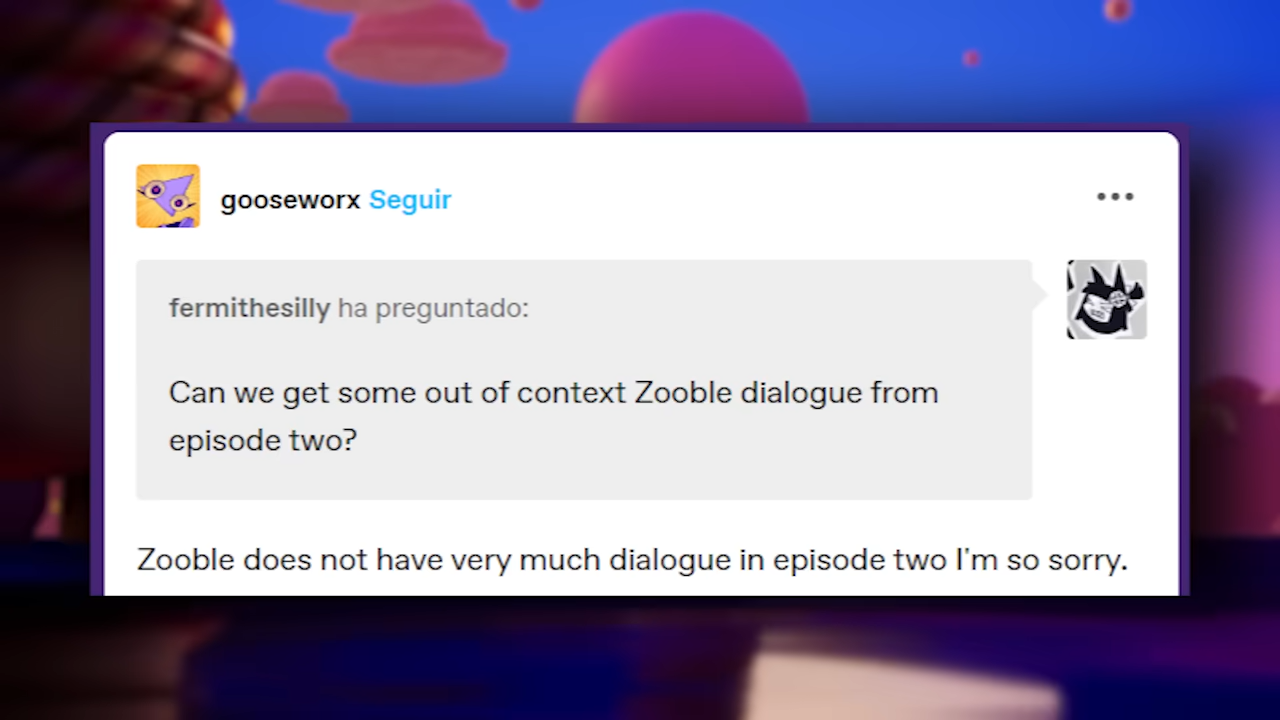 gooseworx Seguir
fermithesilly ha preguntado:
Can we get some out of context Zooble dialogue from
episode two?
Zooble does not have very much dialogue in episode two I'm so sorry.